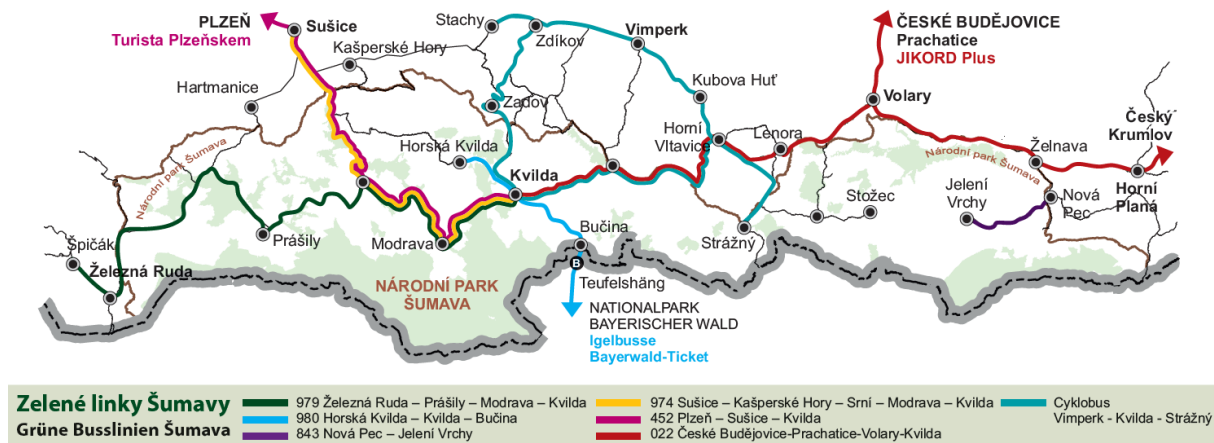 PLZEŇ
Turista Plzeňskem
Sušice
Kašperské Hory
Hartmanice
Stachy
Zdíkov
Vimperk
Zadov
Kubova Huť
ČESKÉ BUDĚJOVICE
Prachatice
JIKORD Plus
Volary
Český
Krumlov
Horská Kvilda
Kvilda
Horní
Vltavice
Lenora
Želnava
Národní park Šumava
Národní park Šumava
Stožec
Jelení
Vrchy
Nová
Pec
Horní
Planá
Špičák
Železná Ruda
Prášily
Modrava
Bučina
Strážný
B
Teufelshäng
NÁRODNÍ PARK
ŠUMAVA
NATIONALPARK
BAYERISCHER WALD
Igelbusse
Bayerwald-Ticket
Zelené linky Šumavy
Grüne Busslinien Šumava
979 Železná Ruda – Prášily – Modrava – Kvilda
980 Horská Kvilda – Kvilda – Bučina
843 Nová Pec – Jelení Vrchy
974 Sušice – Kašperské Hory – Srní – Modrava – Kvilda
452 Plzeň – Sušice – Kvilda
022 České Budějovice-Prachatice-Volary-Kvilda
Cyklobus
Vimperk - Kvilda - Strážný